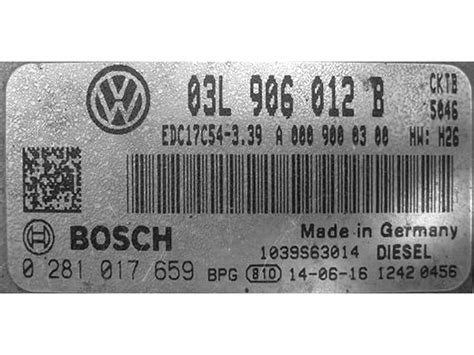 03L 906 012 B CKTB
5046
EDC17C54-3.39 A 000 900 03 00 HW: H26
BOSCH Made in Germany
1039S63014 DIESEL
0 281 017 659 BPG 810 14-06-16 1242 0456